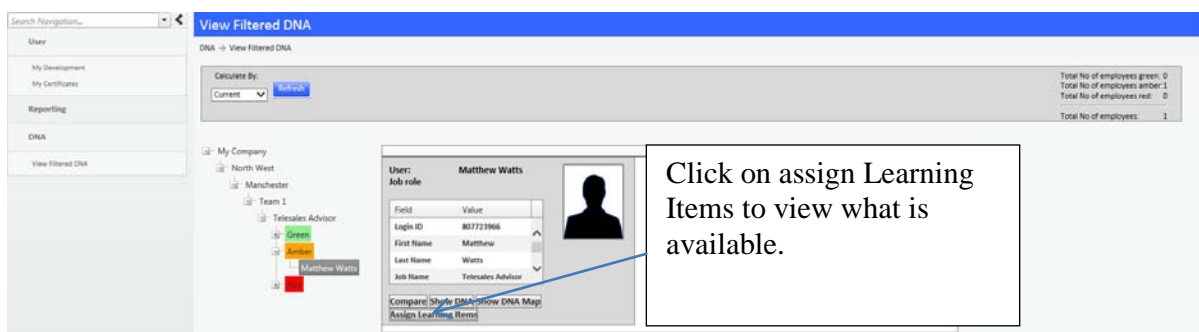 Search Navigation...
User
My Development
My Certificates
Reporting
DNA
View Filtered DNA
View Filtered DNA
DNA → View Filtered DNA
Calculate By:
Current
Refresh
Total No of employees green: 0
Total No of employees amber:1
Total No of employees red: 0
Total No of employees: 1
My Company
North West
Manchester
Team 1
Telesales Advisor
Green
Amber
Matthew Watts
User: Matthew Watts
Job role
Field Value
Login ID 807723966
First Name Matthew
Last Name Watts
Job Name Telesales Advisor
Compare Show DNA Show DNA Map
Assign Learning Items
Click on assign Learning
Items to view what is
available.